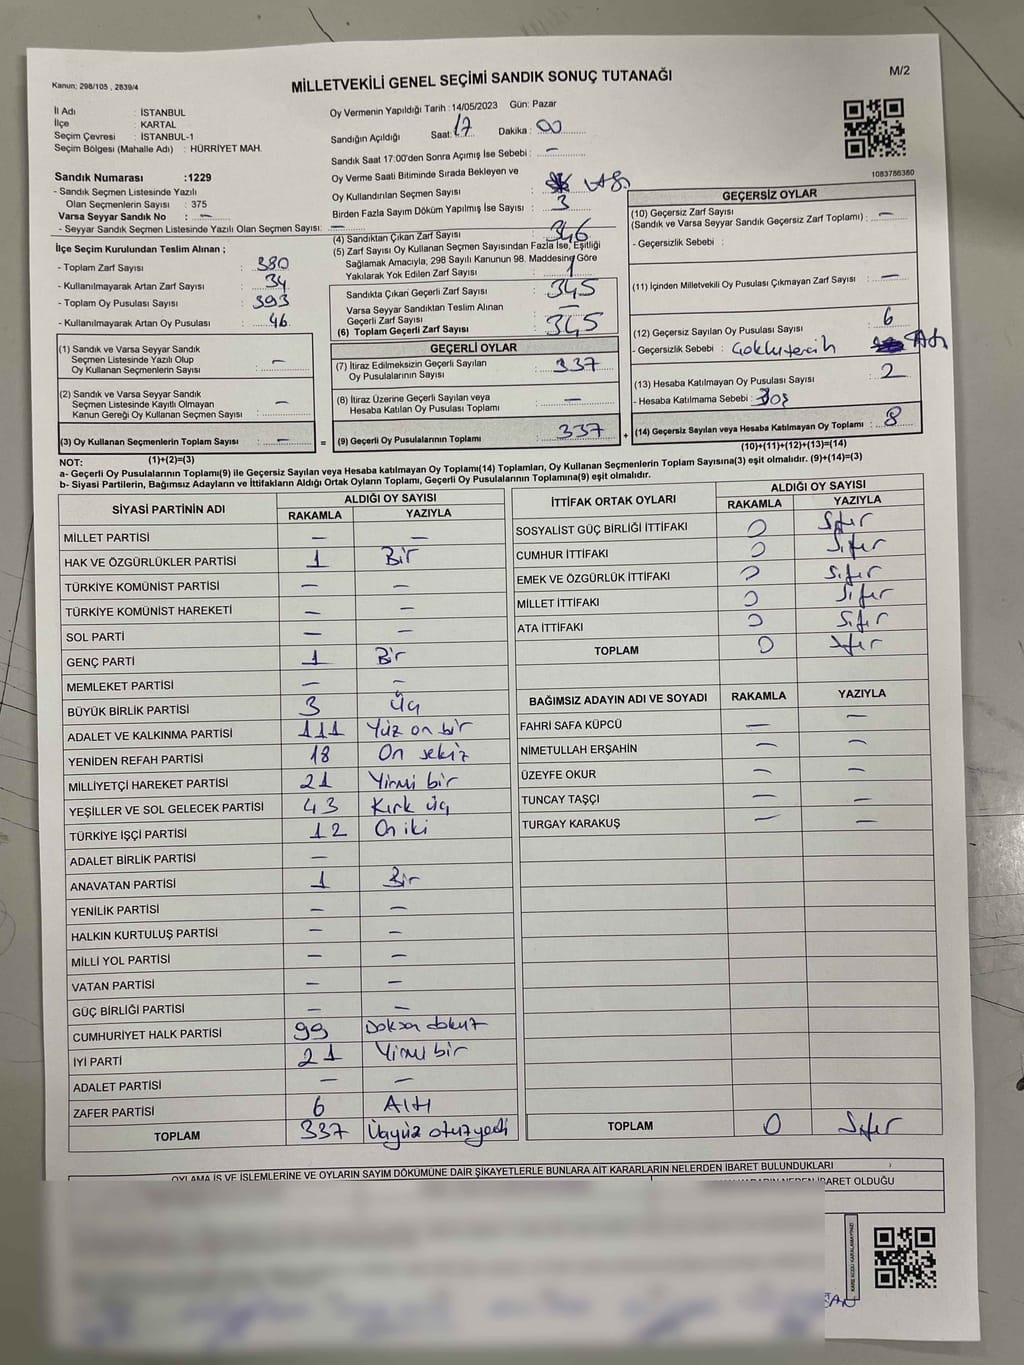 Kanun: 298/105 , 2839/4
MİLLETVEKİLİ GENEL SEÇİMİ SANDIK SONUÇ TUTANAĞI
M/2
İl Adı : İSTANBUL
İlçe : KARTAL
Seçim Çevresi : İSTANBUL-1
Seçim Bölgesi (Mahalle Adı) : HÜRRİYET MAH.
Sandık Numarası :1229
- Sandık Seçmen Listesinde Yazılı
Olan Seçmenlerin Sayısı : 375
Varsa Seyyar Sandık No : —
- Seyyar Sandık Seçmen Listesinde Yazılı Olan Seçmen Sayısı: —
Oy Vermenin Yapıldığı Tarih : 14/05/2023 Gün: Pazar
Sandığın Açıldığı Saat: 17 Dakika : 00
Sandık Saat 17:00'den Sonra Açımış İse Sebebi : —
Oy Verme Saati Bitiminde Sırada Bekleyen ve
Oy Kullandırılan Seçmen Sayısı :
Birden Fazla Sayım Döküm Yapılmış İse Sayısı : 3
1083786380
İlçe Seçim Kurulundan Teslim Alınan ;
- Toplam Zarf Sayısı : 380
- Kullanılmayarak Artan Zarf Sayısı : 34
- Toplam Oy Pusulası Sayısı : 393
- Kullanılmayarak Artan Oy Pusulası : 46
(4) Sandıktan Çıkan Zarf Sayısı : 346
(5) Zarf Sayısı Oy Kullanan Seçmen Sayısından Fazla İse, Eşitliği
Sağlamak Amacıyla, 298 Sayılı Kanunun 98. Maddesine Göre
Yakılarak Yok Edilen Zarf Sayısı : 1
Sandıkta Çıkan Geçerli Zarf Sayısı : 345
Varsa Seyyar Sandıktan Teslim Alınan
Geçerli Zarf Sayısı : —
(6) Toplam Geçerli Zarf Sayısı : 345
GEÇERSİZ OYLAR
(10) Geçersiz Zarf Sayısı
(Sandık ve Varsa Seyyar Sandık Geçersiz Zarf Toplamı) : —
- Geçersizlik Sebebi :
(11) İçinden Milletvekili Oy Pusulası Çıkmayan Zarf Sayısı : —
(12) Geçersiz Sayılan Oy Pusulası Sayısı : 6
- Geçersizlik Sebebi :
(13) Hesaba Katılmayan Oy Pusulası Sayısı : 2
- Hesaba Katılmama Sebebi : Boş
(14) Geçersiz Sayılan veya Hesaba Katılmayan Oy Toplamı : 8
(10)+(11)+(12)+(13)=(14)
(1) Sandık ve Varsa Seyyar Sandık
Seçmen Listesinde Yazılı Olup
Oy Kullanan Seçmenlerin Sayısı : —
(2) Sandık ve Varsa Seyyar Sandık
Seçmen Listesinde Kayıtlı Olmayan
Kanun Gereği Oy Kullanan Seçmen Sayısı : —
(3) Oy Kullanan Seçmenlerin Toplam Sayısı : — =
(1)+(2)=(3)
GEÇERLİ OYLAR
(7) İtiraz Edilmeksizin Geçerli Sayılan
Oy Pusulalarının Sayısı : 337
(8) İtiraz Üzerine Geçerli Sayılan veya
Hesaba Katılan Oy Pusulası Toplamı : —
(9) Geçerli Oy Pusulalarının Toplamı : 337 +
NOT:
a- Geçerli Oy Pusulalarının Toplamı(9) ile Geçersiz Sayılan veya Hesaba katılmayan Oy Toplamı(14) Toplamları, Oy Kullanan Seçmenlerin Toplam Sayısına(3) eşit olmalıdır. (9)+(14)=(3)
b- Siyasi Partilerin, Bağımsız Adayların ve İttifakların Aldığı Ortak Oyların Toplamı, Geçerli Oy Pusulalarının Toplamına(9) eşit olmalıdır.
SİYASİ PARTİNİN ADI ALDIĞI OY SAYISI
RAKAMLA YAZIYLA
MİLLET PARTİSİ — —
HAK VE ÖZGÜRLÜKLER PARTİSİ 1 Bir
TÜRKİYE KOMÜNİST PARTİSİ — —
TÜRKİYE KOMÜNİST HAREKETİ — —
SOL PARTİ — —
GENÇ PARTİ 1 Bir
MEMLEKET PARTİSİ — —
BÜYÜK BİRLİK PARTİSİ 3 Üç
ADALET VE KALKINMA PARTİSİ 111 Yüz on bir
YENİDEN REFAH PARTİSİ 18 On sekiz
MİLLİYETÇİ HAREKET PARTİSİ 21 Yirmi bir
YEŞİLLER VE SOL GELECEK PARTİSİ 43 Kırk üç
TÜRKİYE İŞÇİ PARTİSİ 12 On iki
ADALET BİRLİK PARTİSİ —
ANAVATAN PARTİSİ 1 Bir
YENİLİK PARTİSİ — —
HALKIN KURTULUŞ PARTİSİ — —
MİLLİ YOL PARTİSİ — —
VATAN PARTİSİ — —
GÜÇ BİRLİĞİ PARTİSİ — —
CUMHURİYET HALK PARTİSİ 99 Doksan dokuz
İYİ PARTİ 21 Yirmi bir
ADALET PARTİSİ — —
ZAFER PARTİSİ 6 Altı
TOPLAM 337 Üçyüz otuzyedi
İTTİFAK ORTAK OYLARI ALDIĞI OY SAYISI
RAKAMLA YAZIYLA
SOSYALİST GÜÇ BİRLİĞİ İTTİFAKI 0 Sıfır
CUMHUR İTTİFAKI 0 Sıfır
EMEK VE ÖZGÜRLÜK İTTİFAKI 0 Sıfır
MİLLET İTTİFAKI 0 Sıfır
ATA İTTİFAKI 0 Sıfır
TOPLAM 0 Sıfır
BAĞIMSIZ ADAYIN ADI VE SOYADI RAKAMLA YAZIYLA
FAHRİ SAFA KÜPCÜ — —
NİMETULLAH ERŞAHİN — —
ÜZEYFE OKUR — —
TUNCAY TAŞÇI — —
TURGAY KARAKUŞ — —
TOPLAM 0 Sıfır
OYLAMA İŞ VE İŞLEMLERİNE VE OYLARIN SAYIM DÖKÜMÜNE DAİR ŞİKAYETLERLE BUNLARA AİT KARARLARIN NELERDEN İBARET BULUNDUKLARI
İBARET OLDUĞU
KARE KODU KARALAMAYINIZ!